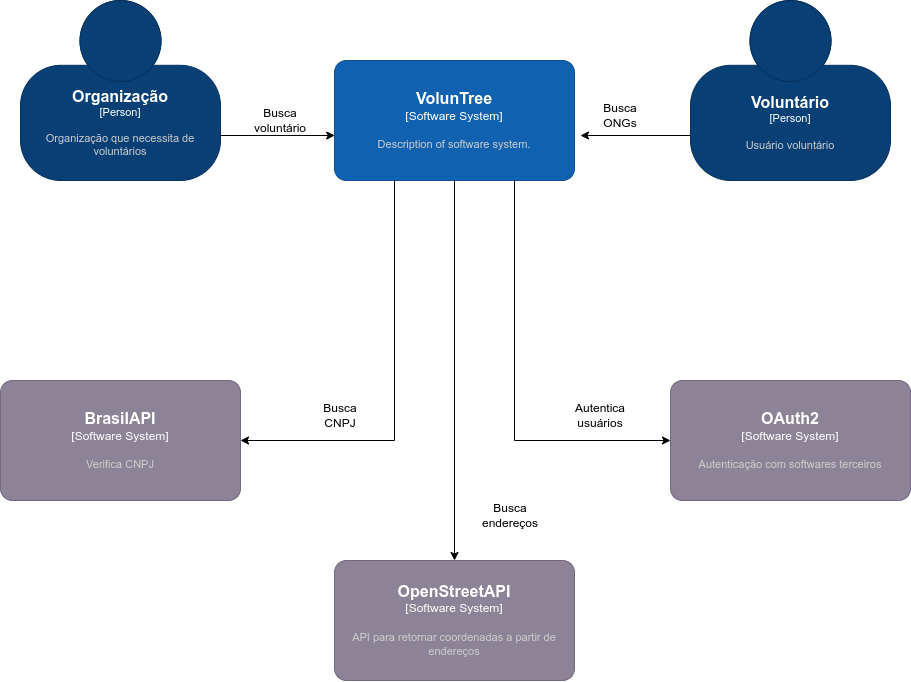 Organização
[Person]
Organização que necessita de
voluntários
Busca
voluntário
VolunTree
[Software System]
Description of software system.
Busca
ONGs
Voluntário
[Person]
Usuário voluntário
BrasilAPI
[Software System]
Verifica CNPJ
Busca
CNPJ
Autentica
usuários
OAuth2
[Software System]
Autenticação com softwares terceiros
Busca
endereços
OpenStreetAPI
[Software System]
API para retornar coordenadas a partir de
endereços